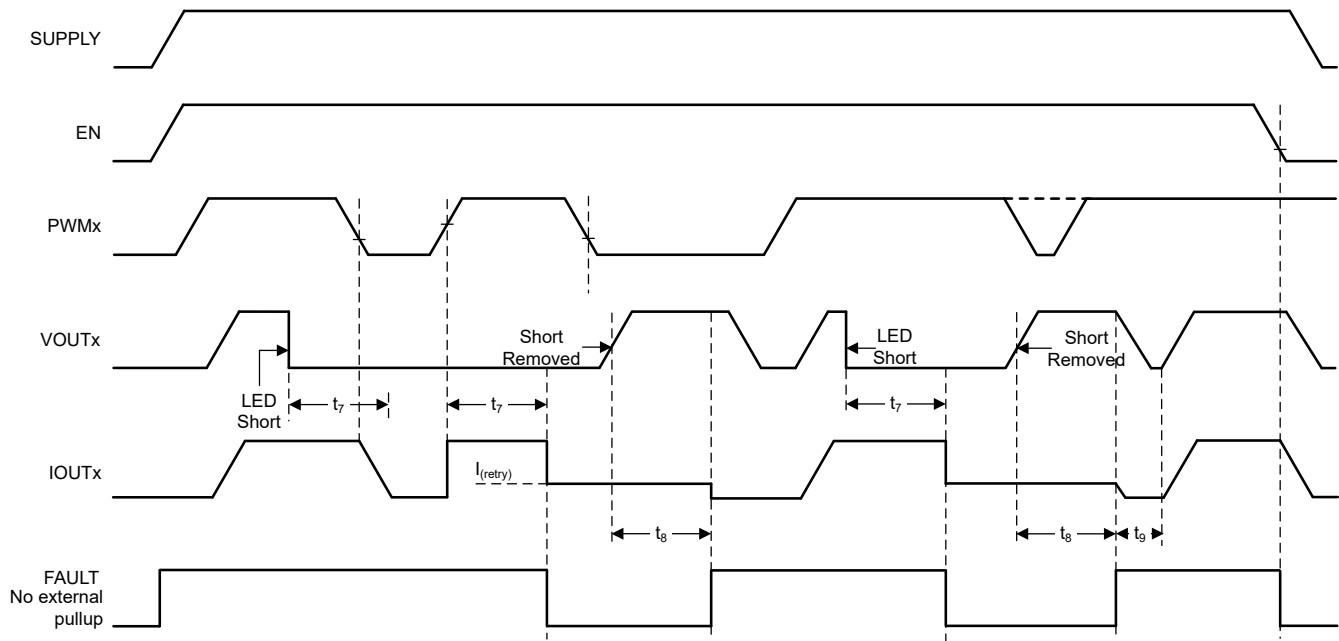 SUPPLY
EN
PWMx
VOUTx
LED
Short
t7
t7
Short
Removed
LED
Short
t7
Short
Removed
IOUTx
I(retry)
t8
t8
t9
FAULT
No external
pullup